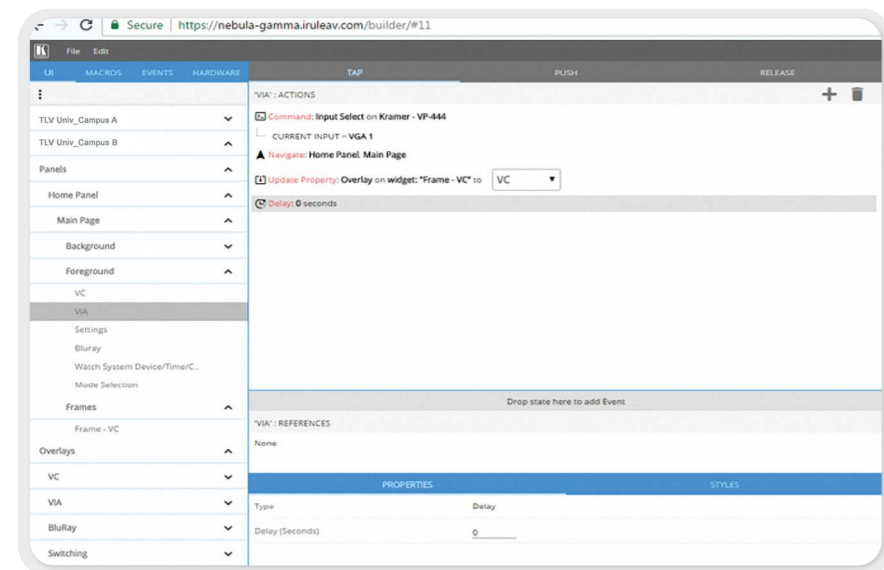 Secure | https://nebula-gamma.iruleav.com/builder/#11
K File Edit
UI MACROS EVENTS HARDWARE
TAP PUSH RELEASE
'VIA' : ACTIONS
TLV Univ_Campus A
TLV Univ_Campus B
Panels
Home Panel
Main Page
Background
Foreground
VC
VIA
Settings
Bluray
Watch System Device/Time/C...
Mode Selection
Frames
Frame - VC
Overlays
VC
VIA
BluRay
Switching
Command: Input Select on Kramer - VP-444
CURRENT INPUT = VGA 1
Navigate: Home Panel, Main Page
Update Property: Overlay on widget: "Frame - VC" to VC
Delay: 0 seconds
Drop state here to add Event
'VIA' : REFERENCES
None
PROPERTIES STYLES
Type Delay
Delay (Seconds) 0